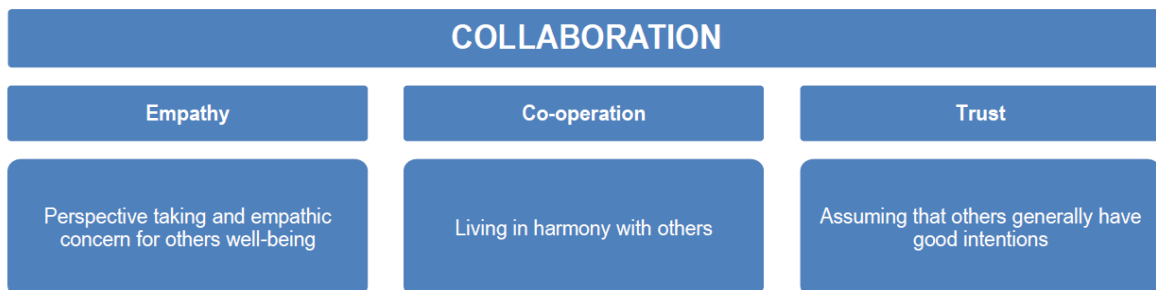 COLLABORATION
Empathy
Co-operation
Trust
Perspective taking and empathic
concern for others well-being
Living in harmony with others
Assuming that others generally have
good intentions